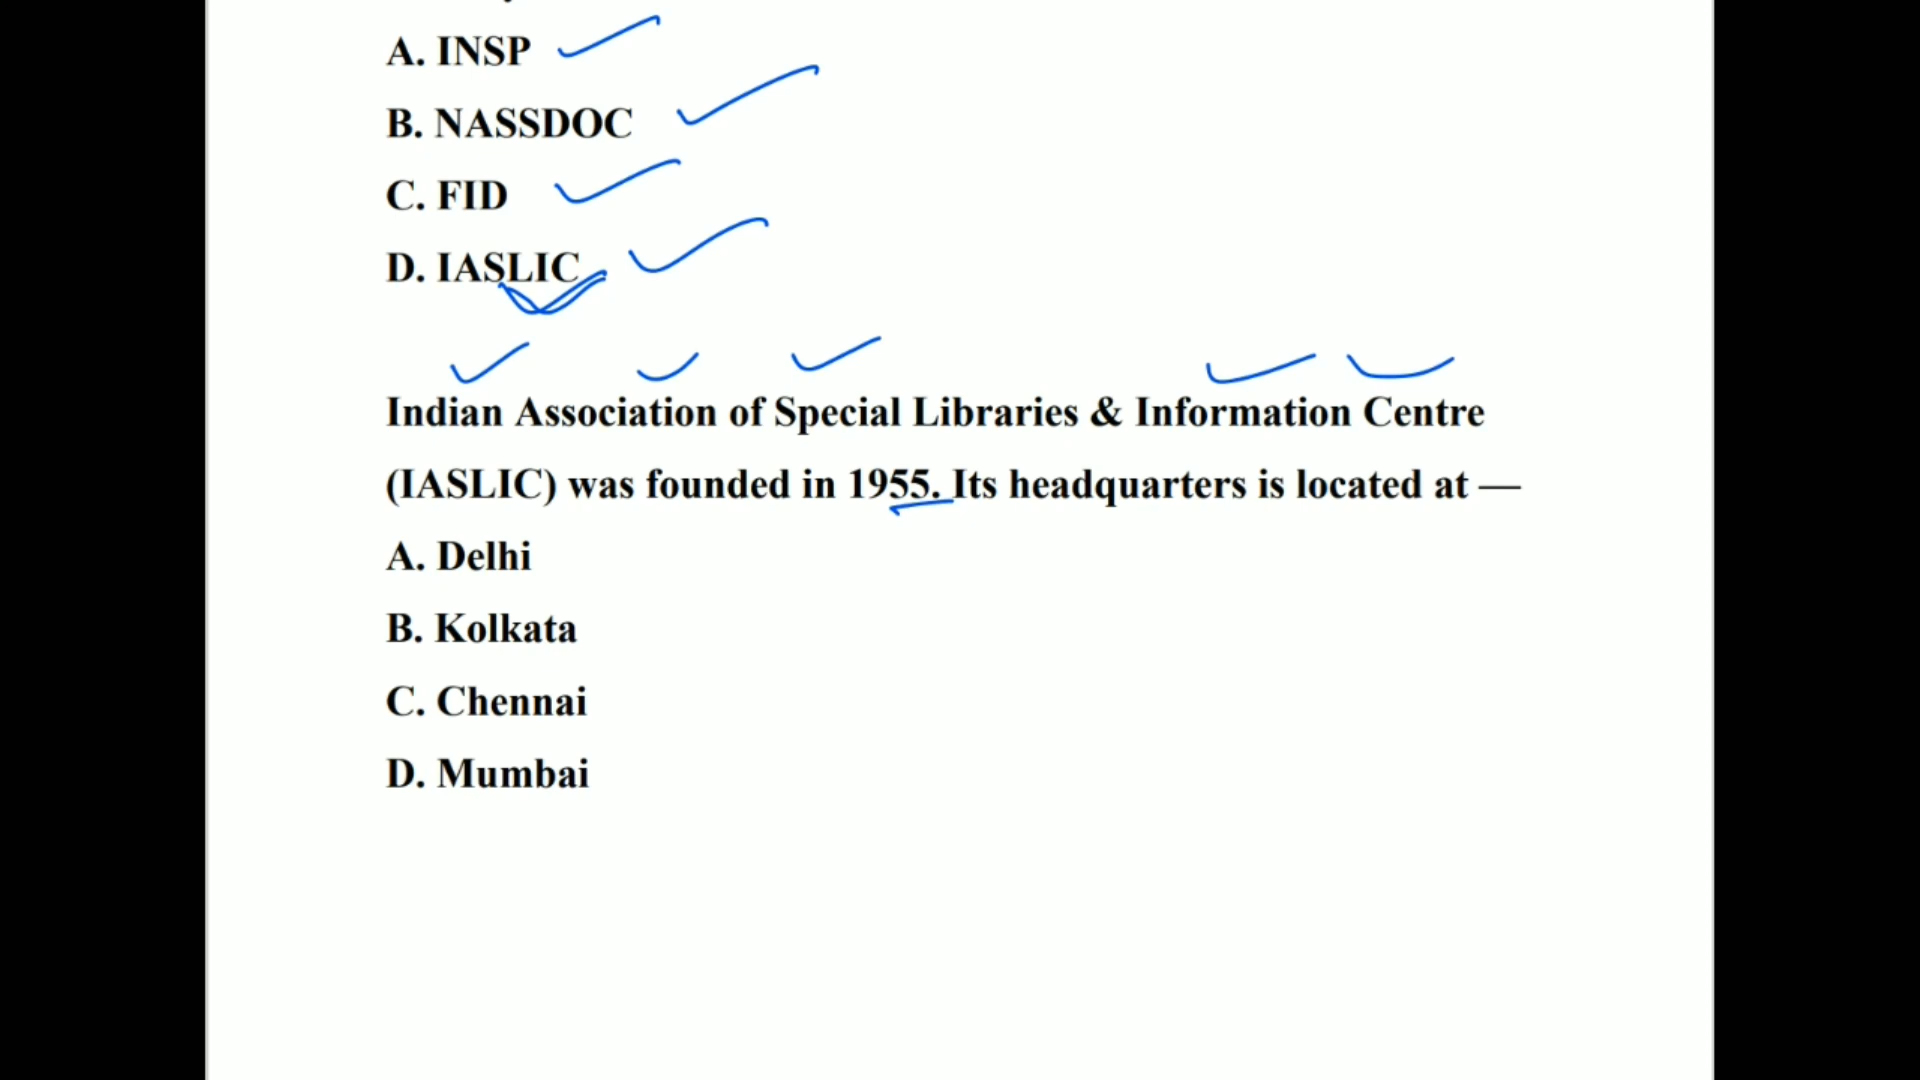 A. INSP
B. NASSDOC
C. FID
D. IASLIC
Indian Association of Special Libraries & Information Centre
(IASLIC) was founded in 1955. Its headquarters is located at —
A. Delhi
B. Kolkata
C. Chennai
D. Mumbai